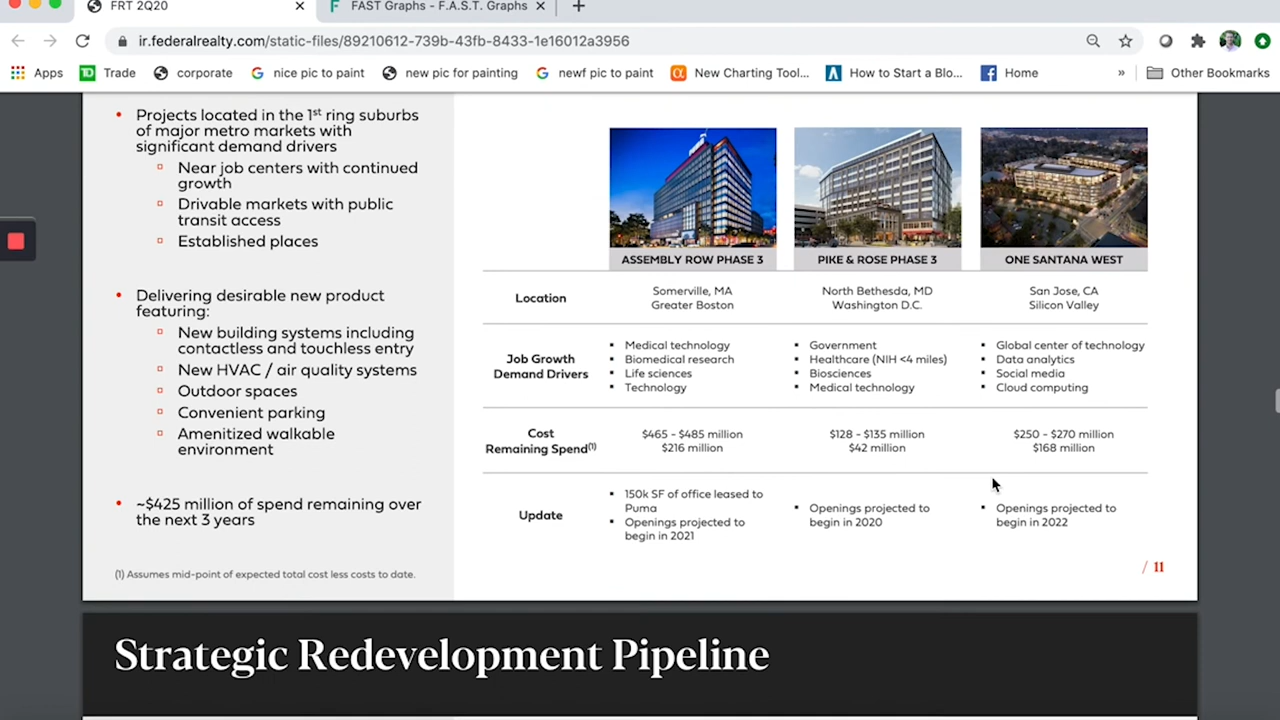 FRT 2Q20
FAST Graphs - F.A.S.T. Graphs
ir.federalrealty.com/static-files/89210612-739b-43fb-8433-1e16012a3956
Apps
TD Trade
corporate
nice pic to paint
new pic for painting
newf pic to paint
New Charting Tool...
How to Start a Blo...
Home
»
Other Bookmarks
• Projects located in the 1st ring suburbs
of major metro markets with
significant demand drivers
Near job centers with continued
growth
Drivable markets with public
transit access
Established places
• Delivering desirable new product
featuring:
New building systems including
contactless and touchless entry
New HVAC / air quality systems
Outdoor spaces
Convenient parking
Amenitized walkable
environment
• ~$425 million of spend remaining over
the next 3 years
(1) Assumes mid-point of expected total cost less costs to date.
ASSEMBLY ROW PHASE 3 PIKE & ROSE PHASE 3 ONE SANTANA WEST
Location
Somerville, MA
Greater Boston
North Bethesda, MD
Washington D.C.
San Jose, CA
Silicon Valley
Job Growth
Demand Drivers
Medical technology
Biomedical research
Life sciences
Technology
Government
Healthcare (NIH <4 miles)
Biosciences
Medical technology
Global center of technology
Data analytics
Social media
Cloud computing
Cost
Remaining Spend(1)
$465 - $485 million
$216 million
$128 - $135 million
$42 million
$250 - $270 million
$168 million
Update
150k SF of office leased to
Puma
Openings projected to
begin in 2021
Openings projected to
begin in 2020
Openings projected to
begin in 2022
/ 11
Strategic Redevelopment Pipeline